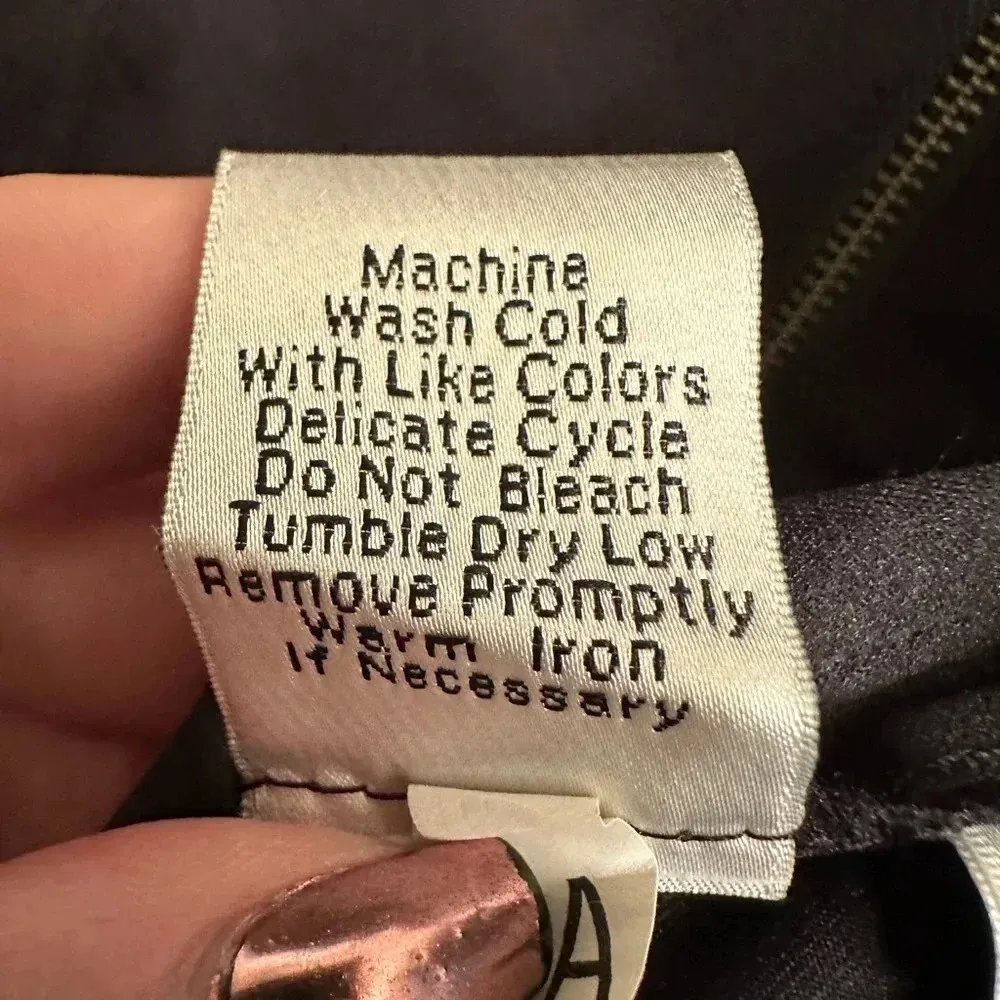 Machine
Wash Cold
With Like Colors
Delicate Cycle
Do Not Bleach
Tumble Dry Low
Remove Promptly
Warm Iron
If Necessary
A